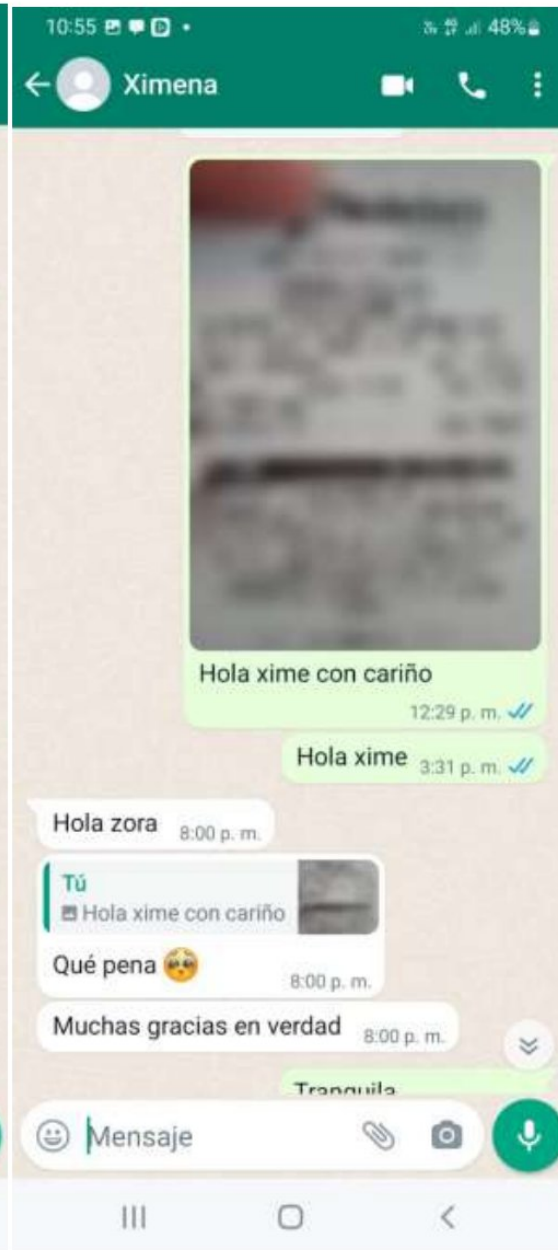 10:55
48%
Ximena
Hola xime con cariño
12:29 p. m.
Hola xime 3:31 p. m.
Hola zora 8:00 p. m.
Tú
Hola xime con cariño
Qué pena 🥺
8:00 p. m.
Muchas gracias en verdad 8:00 p. m.
Tranquila
Mensaje